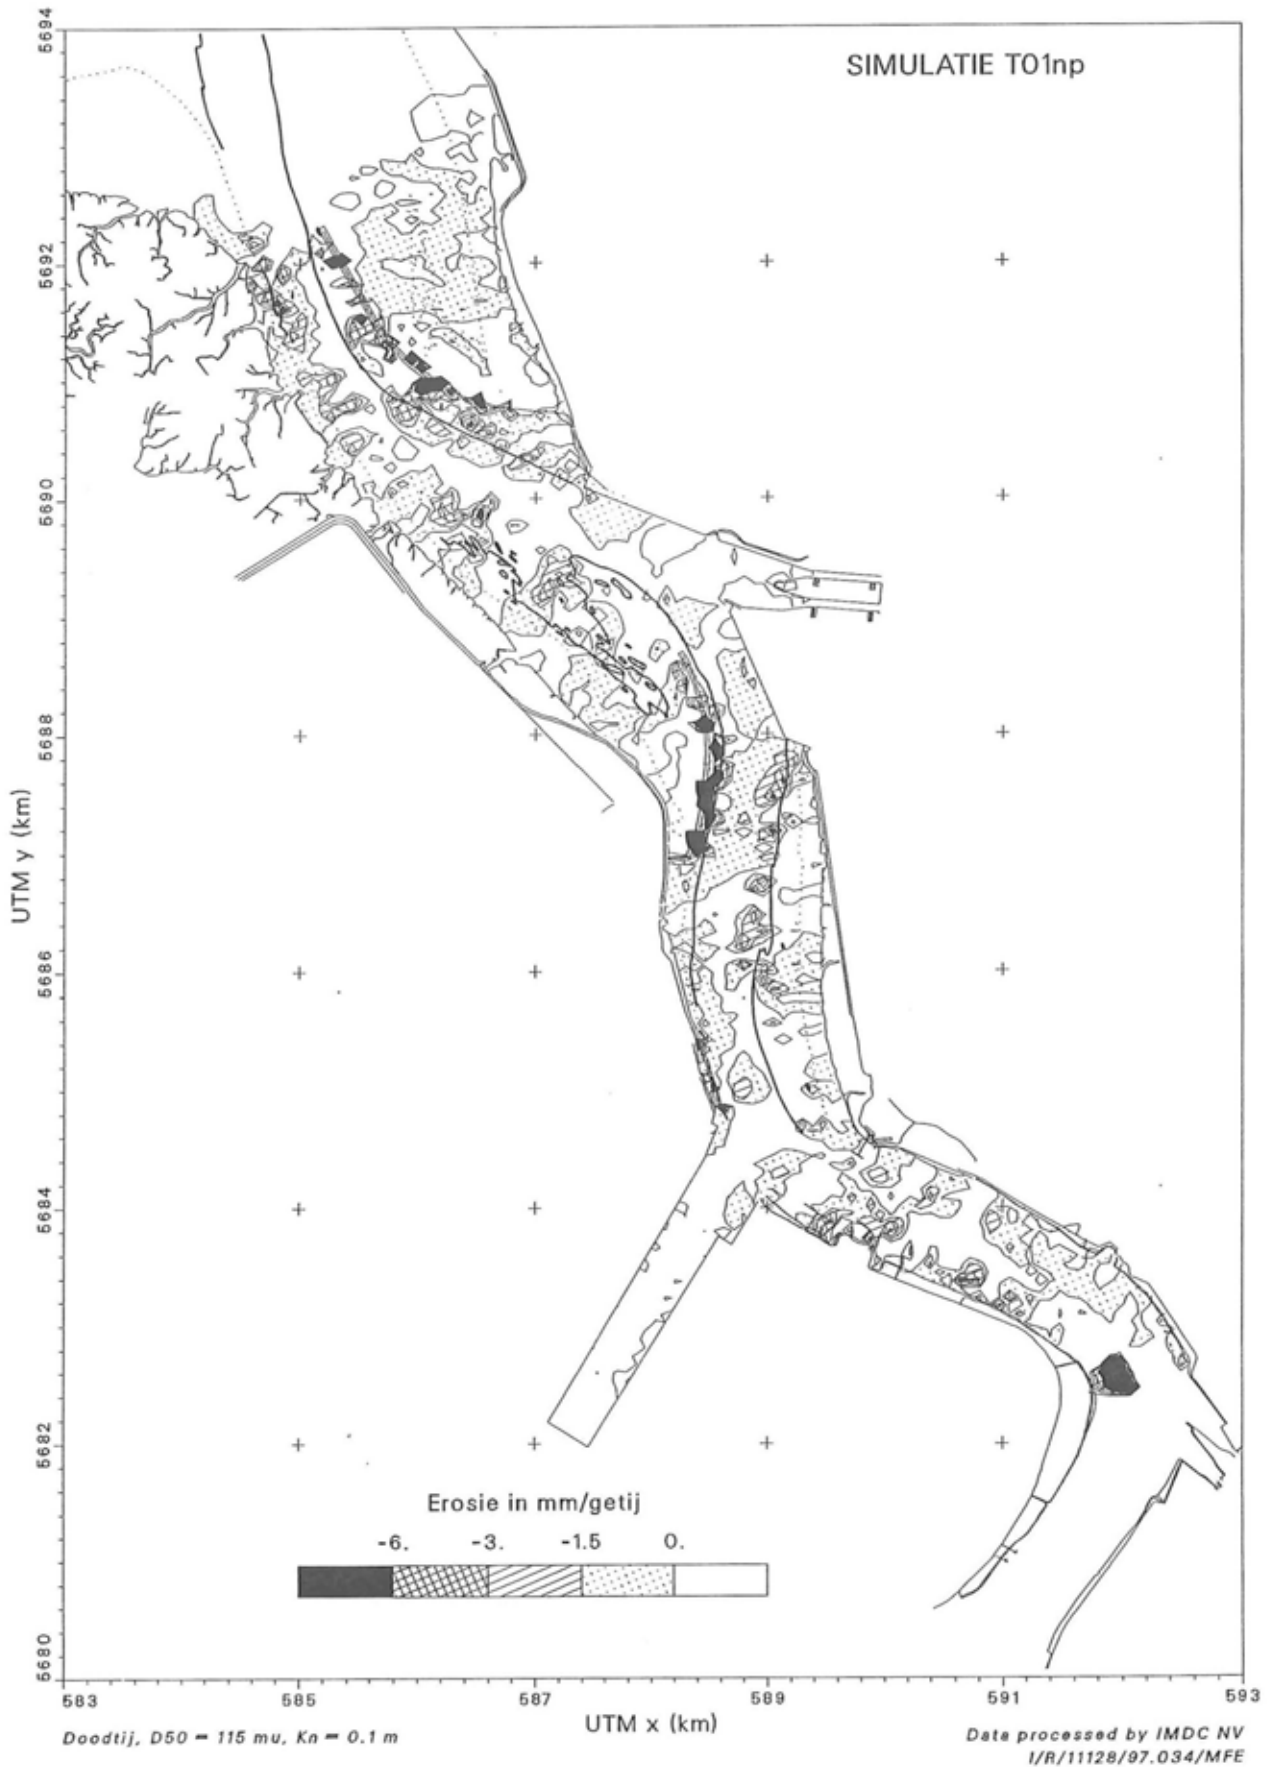 SIMULATIE T01np
5694
5692
5690
5688
5686
5684
5682
5680
UTM y (km)
Erosie in mm/getij
-6. -3. -1.5 0.
583 585 587 589 591 593
UTM x (km)
Doodtij, D50 = 115 mu, Kn = 0.1 m
Data processed by IMDC NV
I/R/11128/97.034/MFE